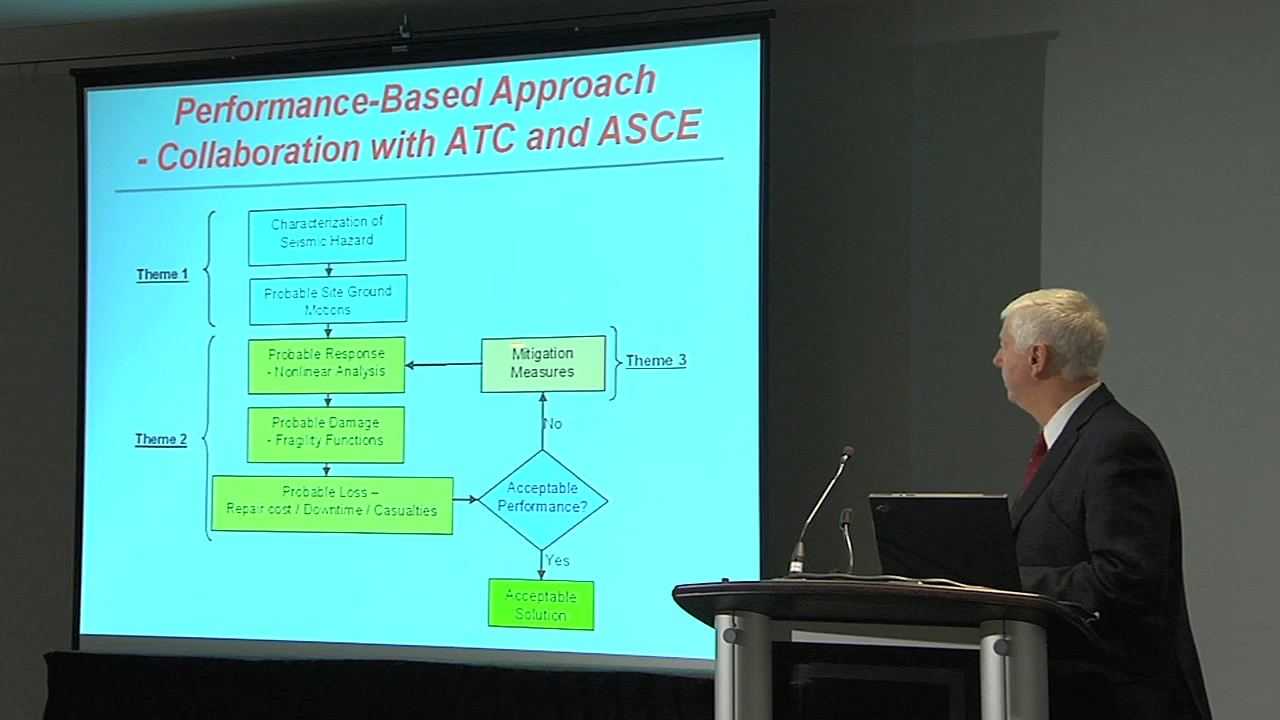 Performance-Based Approach
- Collaboration with ATC and ASCE
Theme 1
Characterization of
Seismic Hazard
Probable Site Ground
Motions
Theme 2
Probable Response
- Nonlinear Analysis
Probable Damage
- Fragility Functions
Probable Loss –
Repair cost / Downtime / Casualties
Mitigation
Measures
Theme 3
No
Acceptable
Performance?
Yes
Acceptable
Solution